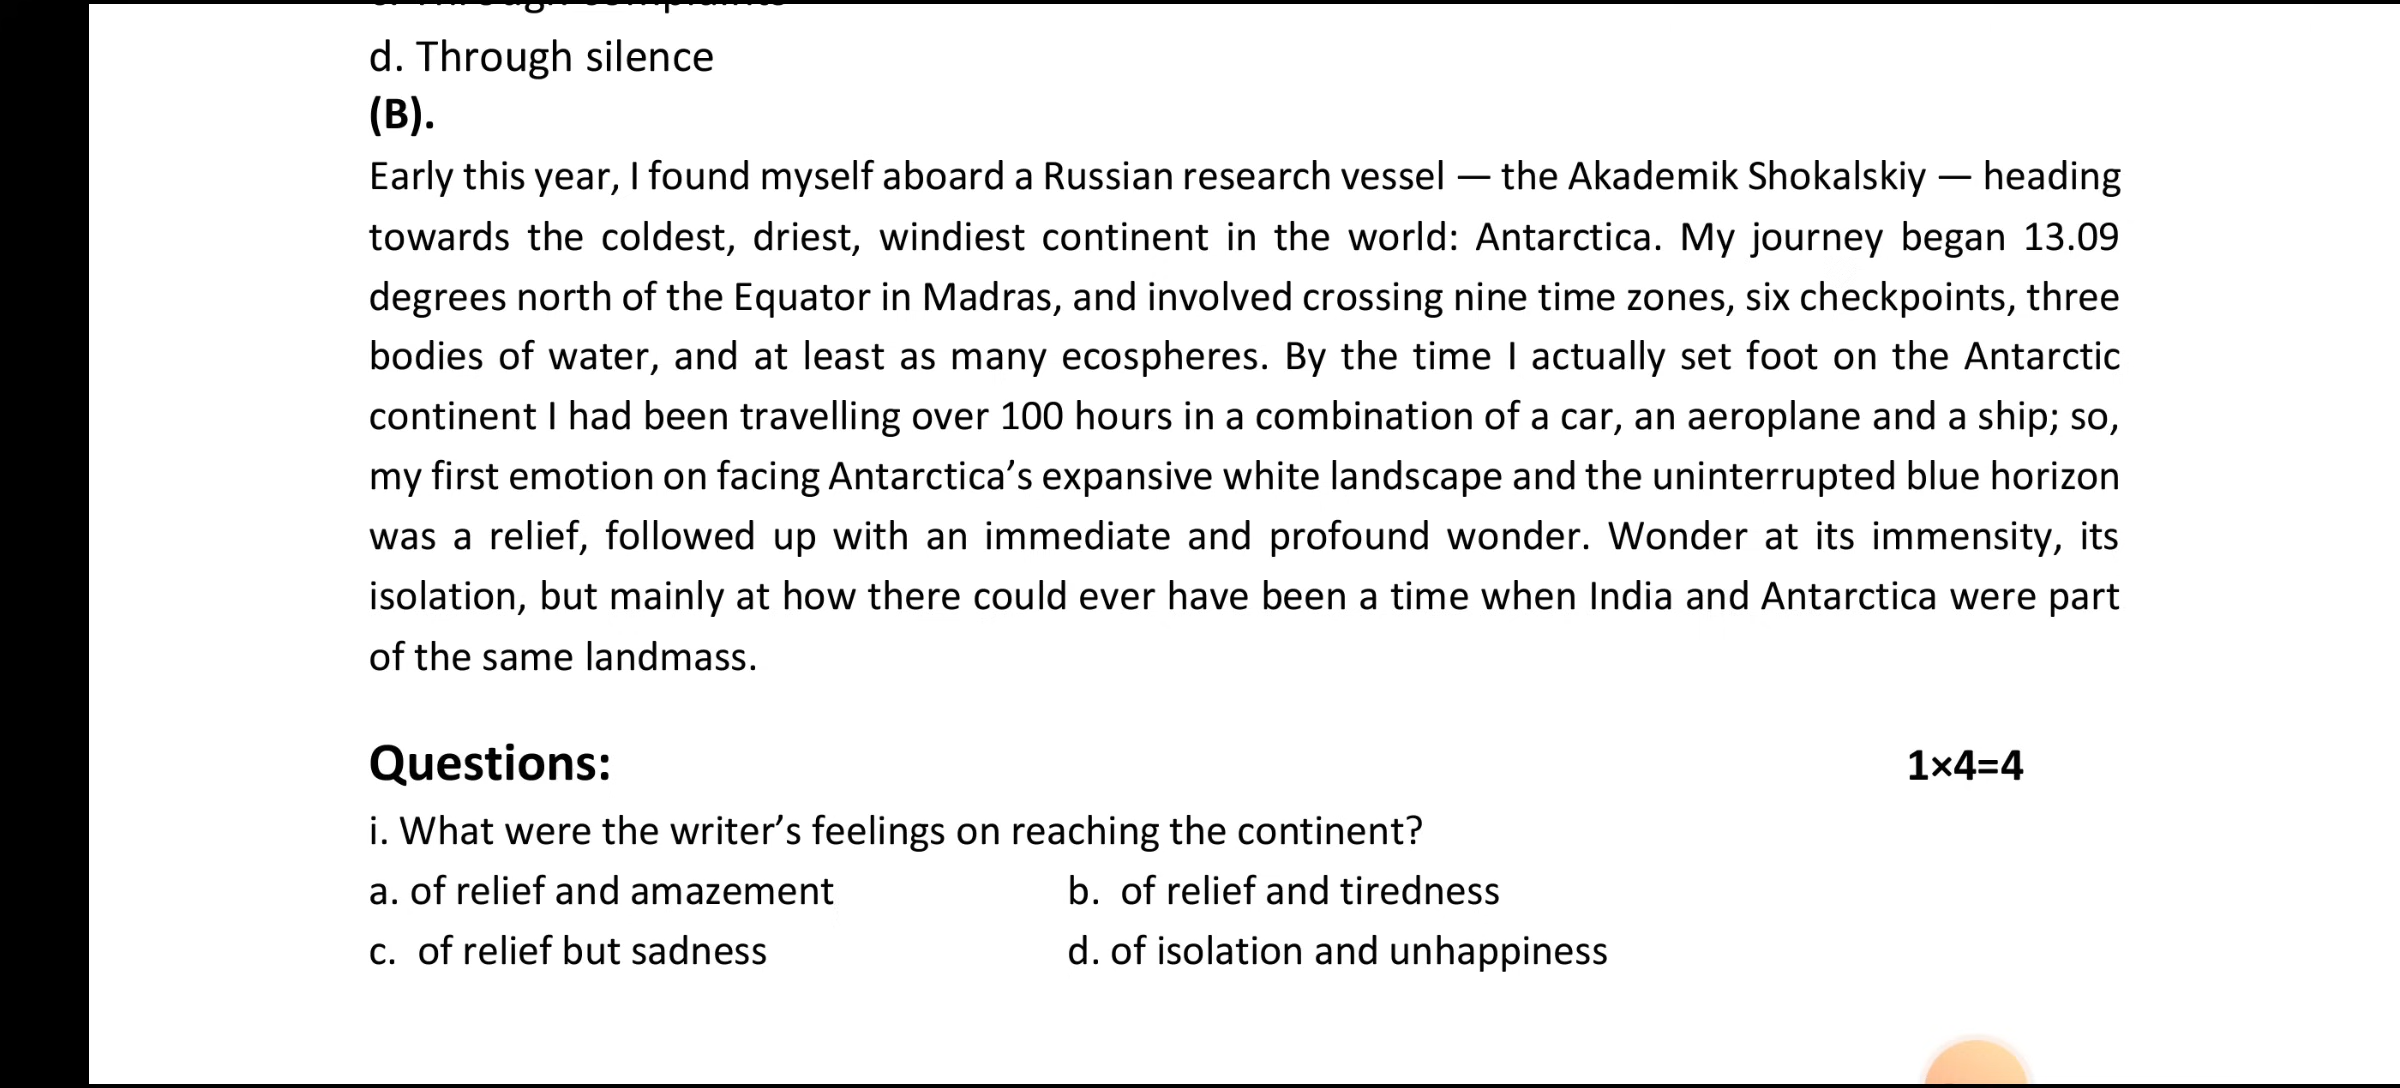 d. Through silence
(B).
Early this year, I found myself aboard a Russian research vessel — the Akademik Shokalskiy — heading
towards the coldest, driest, windiest continent in the world: Antarctica. My journey began 13.09
degrees north of the Equator in Madras, and involved crossing nine time zones, six checkpoints, three
bodies of water, and at least as many ecospheres. By the time I actually set foot on the Antarctic
continent I had been travelling over 100 hours in a combination of a car, an aeroplane and a ship; so,
my first emotion on facing Antarctica’s expansive white landscape and the uninterrupted blue horizon
was a relief, followed up with an immediate and profound wonder. Wonder at its immensity, its
isolation, but mainly at how there could ever have been a time when India and Antarctica were part
of the same landmass.
Questions: 1×4=4
i. What were the writer’s feelings on reaching the continent?
a. of relief and amazement b. of relief and tiredness
c. of relief but sadness d. of isolation and unhappiness